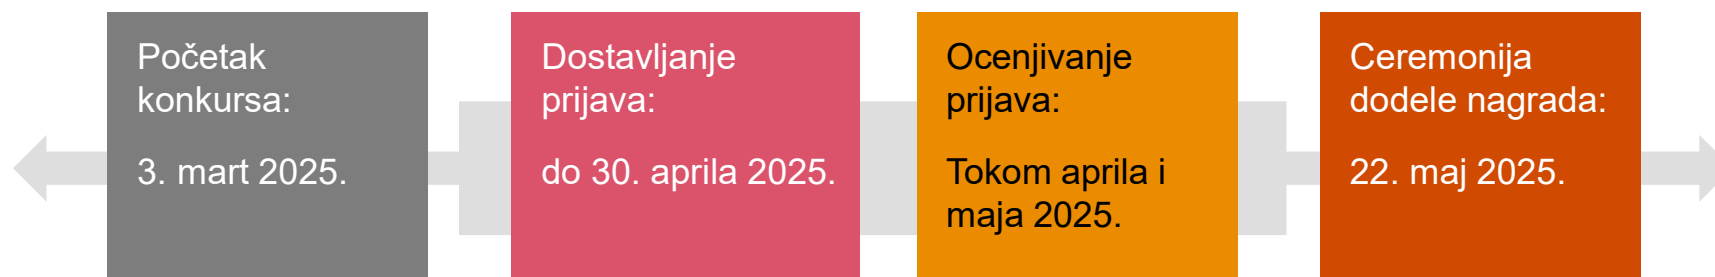 Početak
konkursa:
3. mart 2025.
Dostavljanje
prijava:
do 30. aprila 2025.
Ocenjivanje
prijava:
Tokom aprila i
maja 2025.
Ceremonija
dodele nagrada:
22. maj 2025.